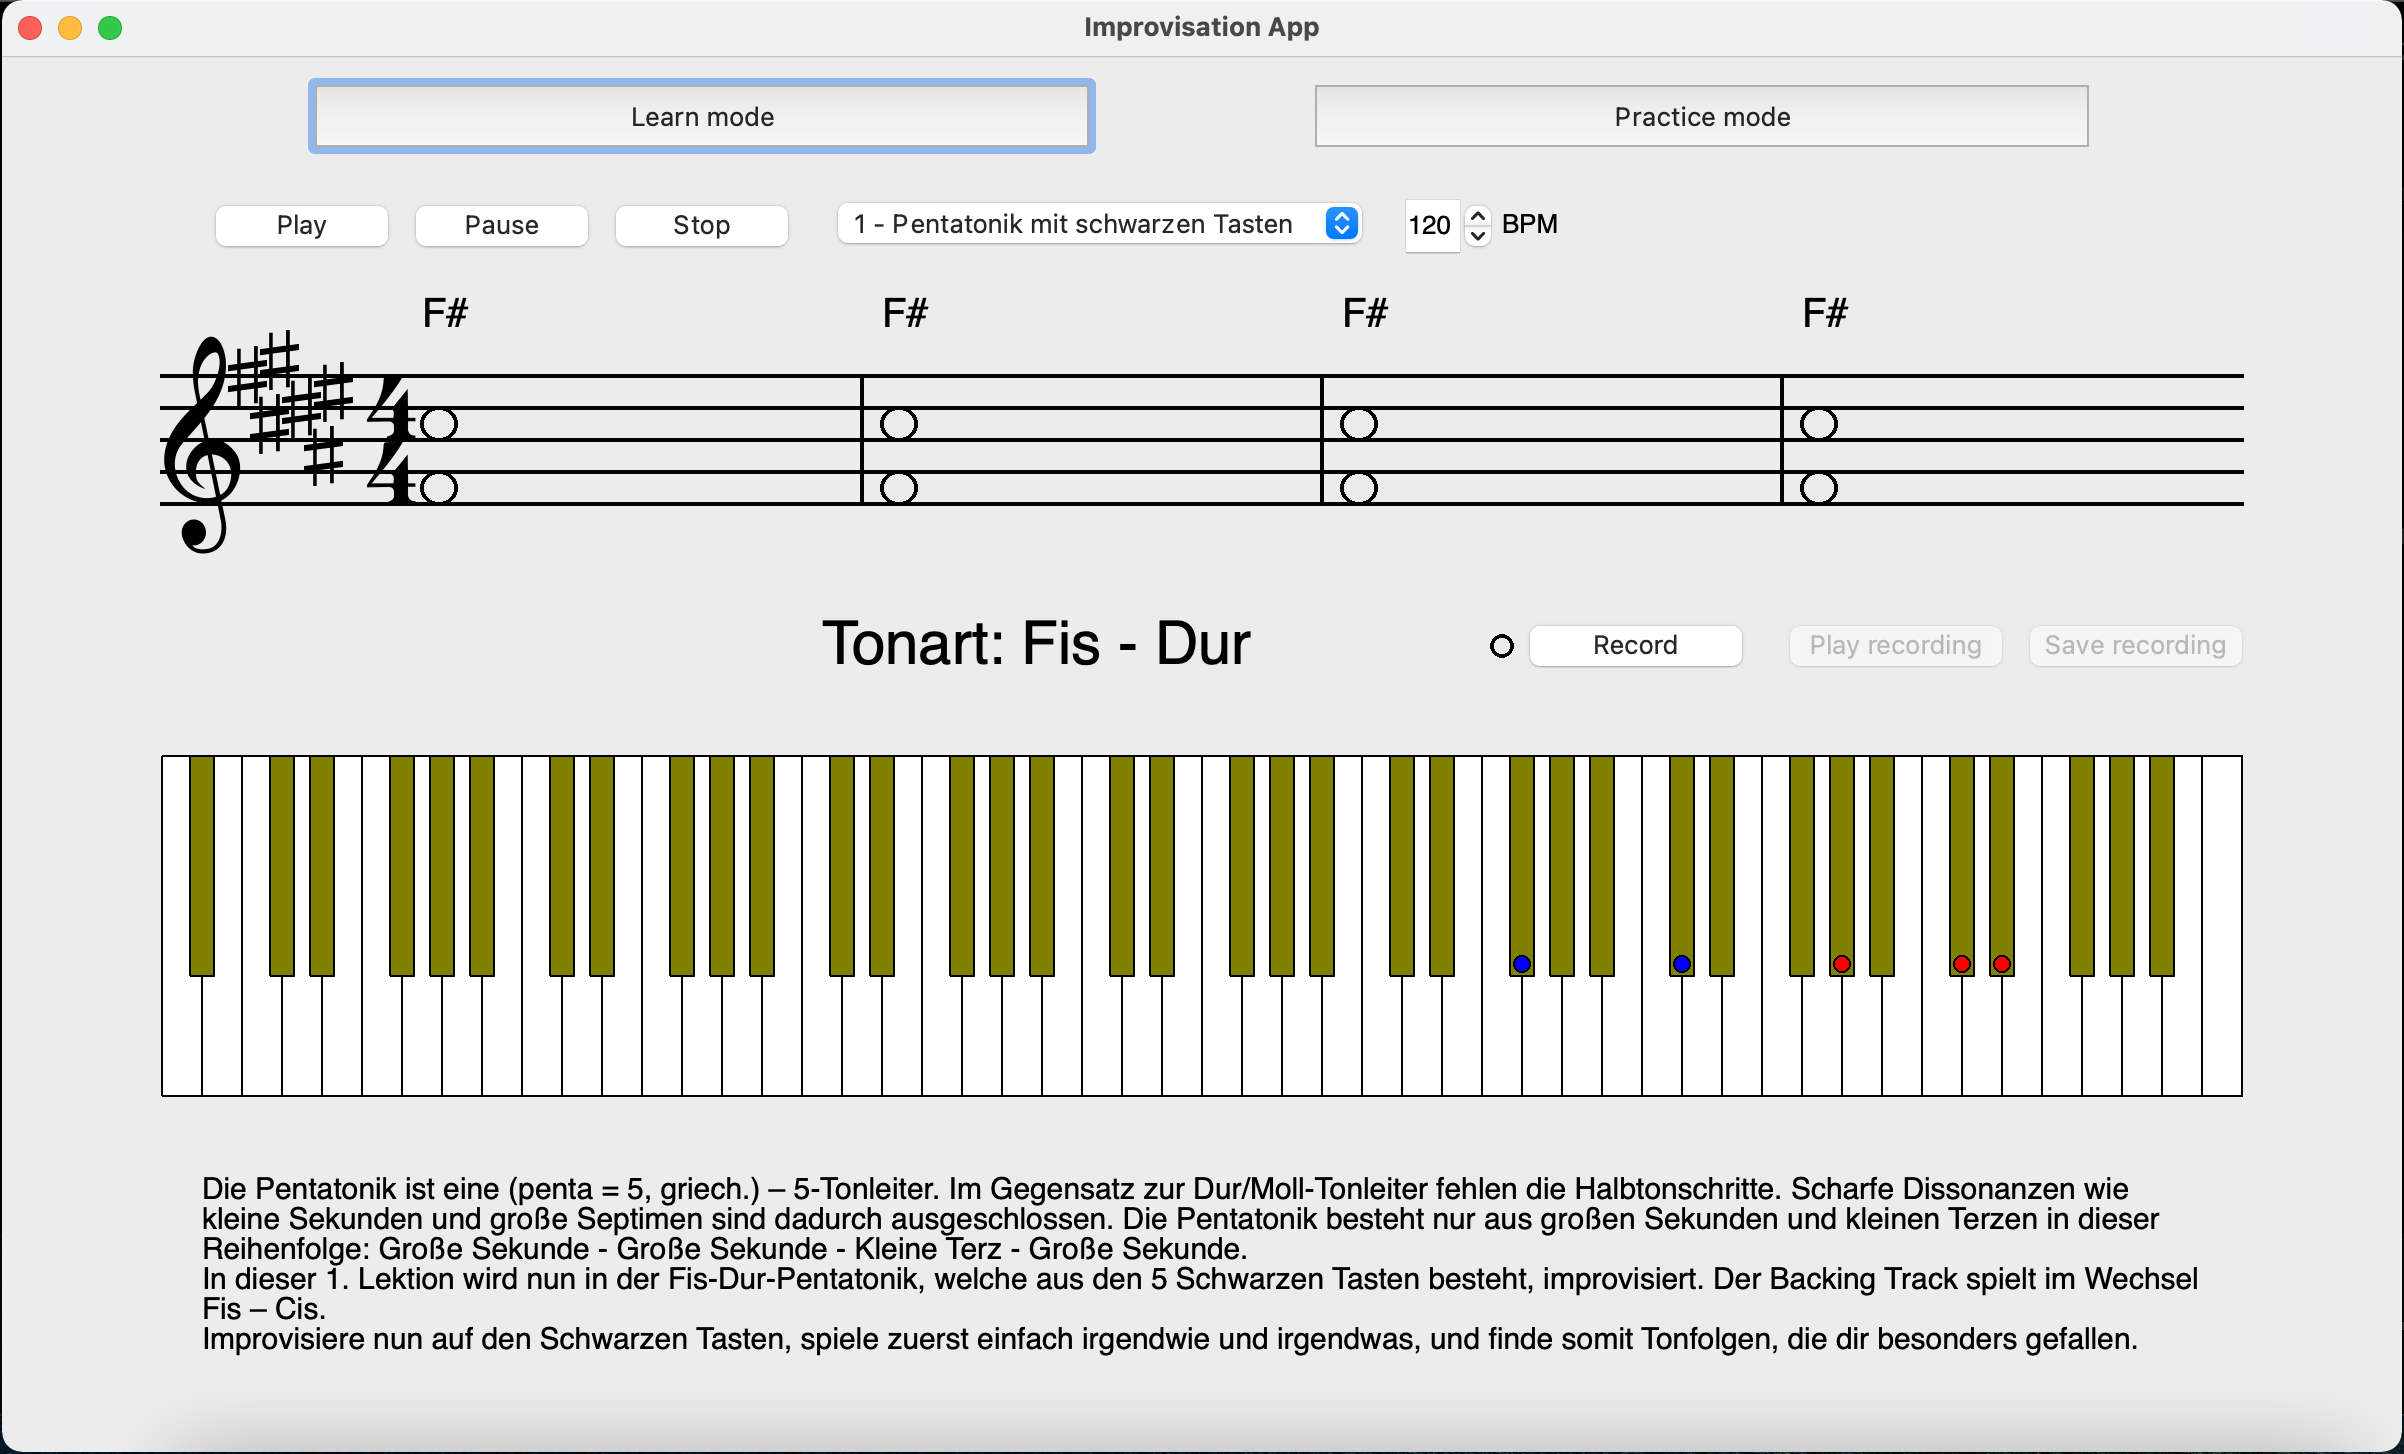 Improvisation App
Learn mode
Practice mode
Play
Pause
Stop
1 - Pentatonik mit schwarzen Tasten
120
BPM
F#
F#
F#
F#
4
4
Tonart: Fis - Dur
Record
Play recording
Save recording
Die Pentatonik ist eine (penta = 5, griech.) – 5-Tonleiter. Im Gegensatz zur Dur/Moll-Tonleiter fehlen die Halbtonschritte. Scharfe Dissonanzen wie
kleine Sekunden und große Septimen sind dadurch ausgeschlossen. Die Pentatonik besteht nur aus großen Sekunden und kleinen Terzen in dieser
Reihenfolge: Große Sekunde - Große Sekunde - Kleine Terz - Große Sekunde.
In dieser 1. Lektion wird nun in der Fis-Dur-Pentatonik, welche aus den 5 Schwarzen Tasten besteht, improvisiert. Der Backing Track spielt im Wechsel
Fis – Cis.
Improvisiere nun auf den Schwarzen Tasten, spiele zuerst einfach irgendwie und irgendwas, und finde somit Tonfolgen, die dir besonders gefallen.